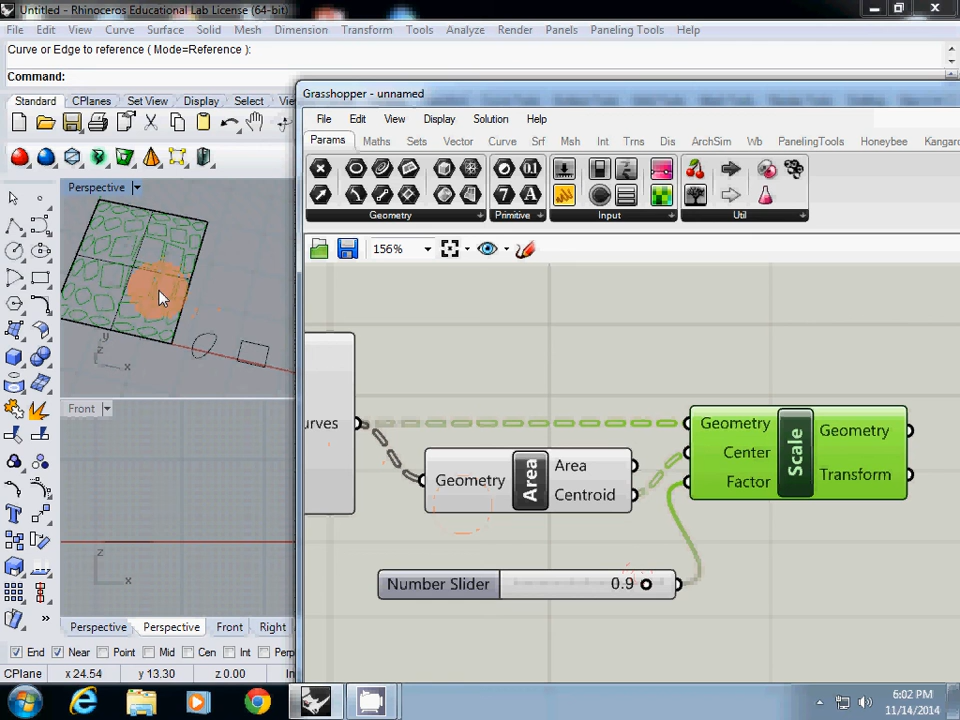 Untitled - Rhinoceros Educational Lab License (64-bit)
File Edit View Curve Surface Solid Mesh Dimension Transform Tools Analyze Render Panels Paneling Tools Help
Curve or Edge to reference ( Mode=Reference ):
Command:
Standard CPlanes Set View Display Select
Perspective
y
z
x
Front
z
x
Perspective Perspective Front Right
End Near Point Mid Cen Int
CPlane x 24.54 y 13.30 z 0.00
Grasshopper - unnamed
File Edit View Display Solution Help
Params Maths Sets Vector Curve Srf Msh Int Trns Dis ArchSim Wb PanelingTools Honeybee
Geometry Primitive Input Util
156%
Geometry
Area
Area
Centroid
Geometry
Center
Factor
Scale
Geometry
Transform
Number Slider 0.9
6:02 PM
11/14/2014